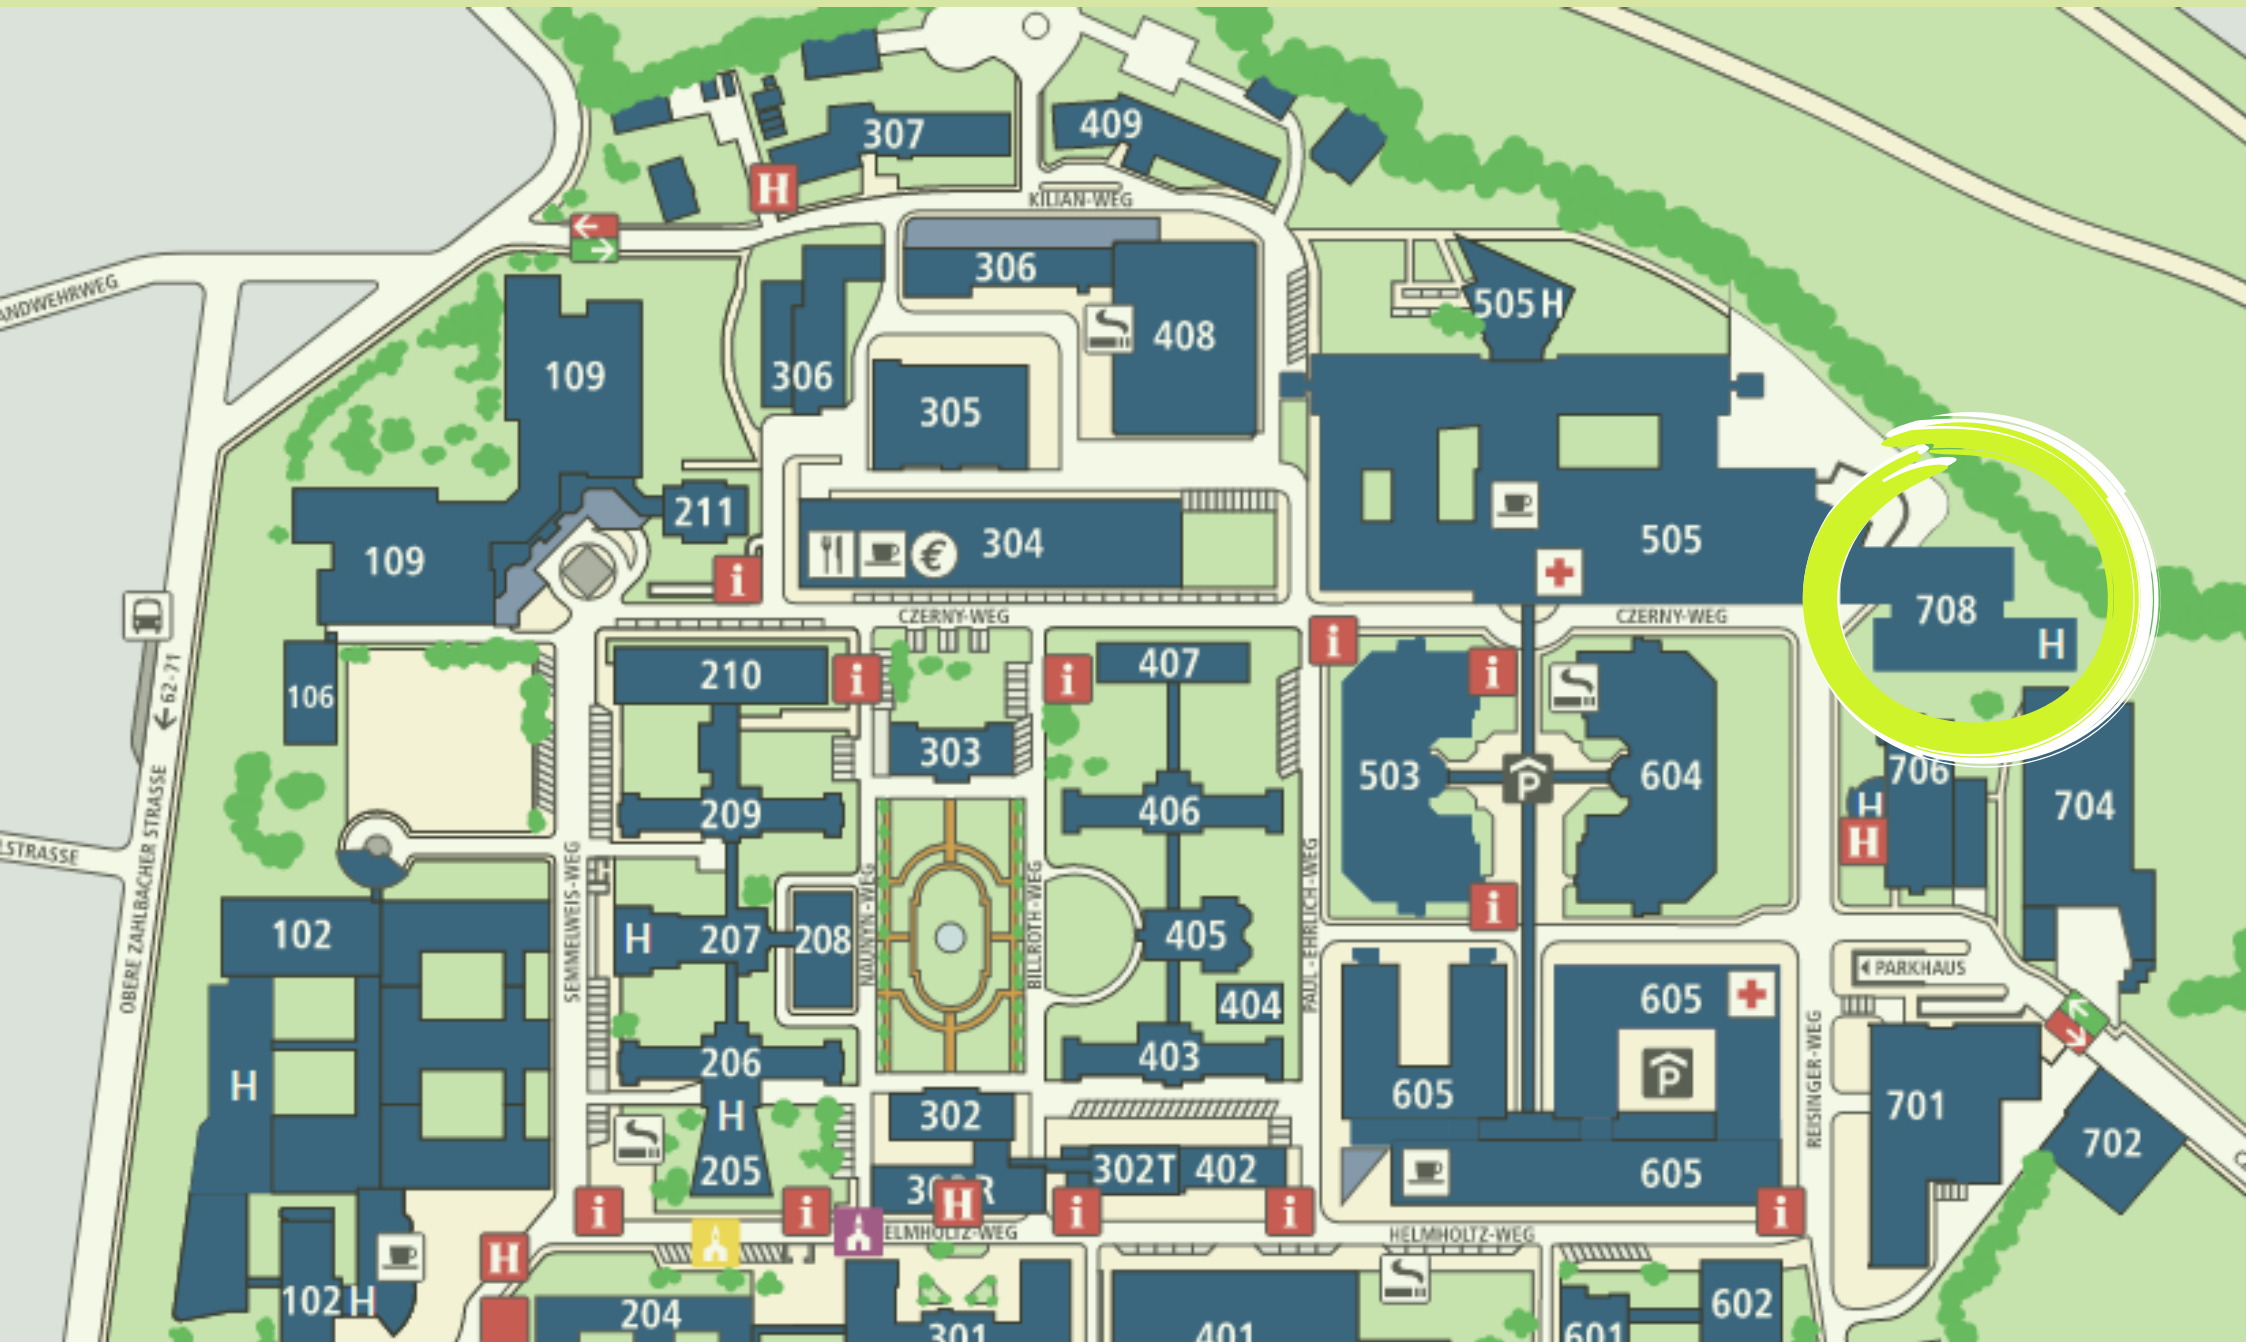 307
409
H
KILIAN-WEG
306
505 H
408
ANDWEHRWEG
109
306
305
211
304
€
505
109
i
CZERNY-WEG
CZERNY-WEG
708
H
i
106
210
i
i
407
i
62-71
303
503
604
706
P
209
406
H
704
H
OBERE ZAHLBACHER STRASSE
LSTRASSE
SEMMELWEIS-WEG
NAUNYN-WEG
BILLROTH-WEG
PAUL-EHRLICH-WEG
102
H
207
208
405
i
PARKHAUS
404
605
H
206
403
P
REISINGER-WEG
605
701
H
302
702
205
302T
402
605
H
i
i
i
i
i
ELMHOLTZ-WEG
HELMHOLTZ-WEG
H
102 H
204
301
401
601
602